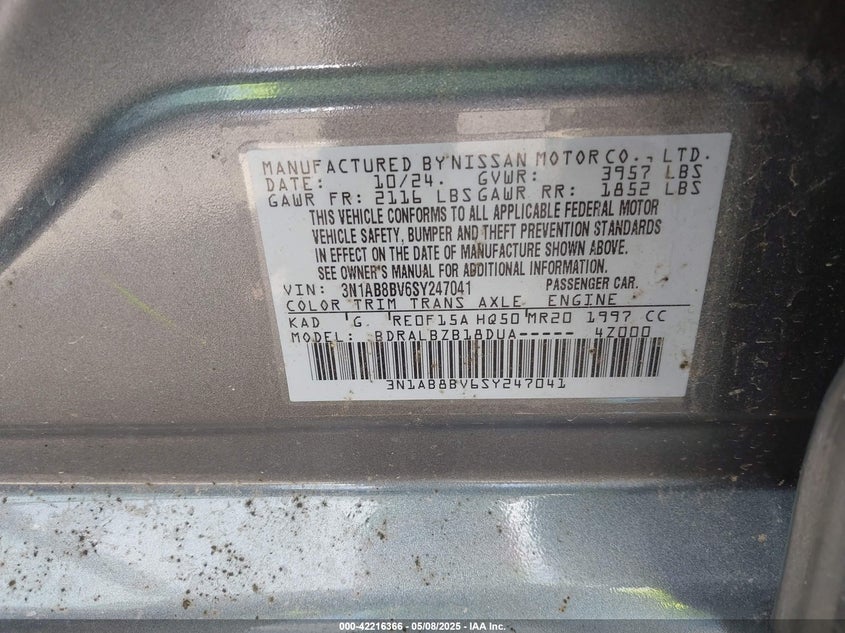 MANUFACTURED BY NISSAN MOTOR CO., LTD.
DATE: 10/24. GVWR: 3957 LBS
GAWR FR: 2116 LBS GAWR RR: 1852 LBS
THIS VEHICLE CONFORMS TO ALL APPLICABLE FEDERAL MOTOR
VEHICLE SAFETY, BUMPER AND THEFT PREVENTION STANDARDS
IN EFFECT ON THE DATE OF MANUFACTURE SHOWN ABOVE.
SEE OWNER'S MANUAL FOR ADDITIONAL INFORMATION.
VIN: 3N1AB8BV6SY247041 PASSENGER CAR.
COLOR TRIM TRANS AXLE ENGINE
KAD 'G. 'RE0F15A HQ50 'MR20 1997 CC
MODEL: BDRALBZB18DUA----- 4Z000
3N1AB8BV6SY247041
000-42216366 - 05/08/2025 - IAA Inc.